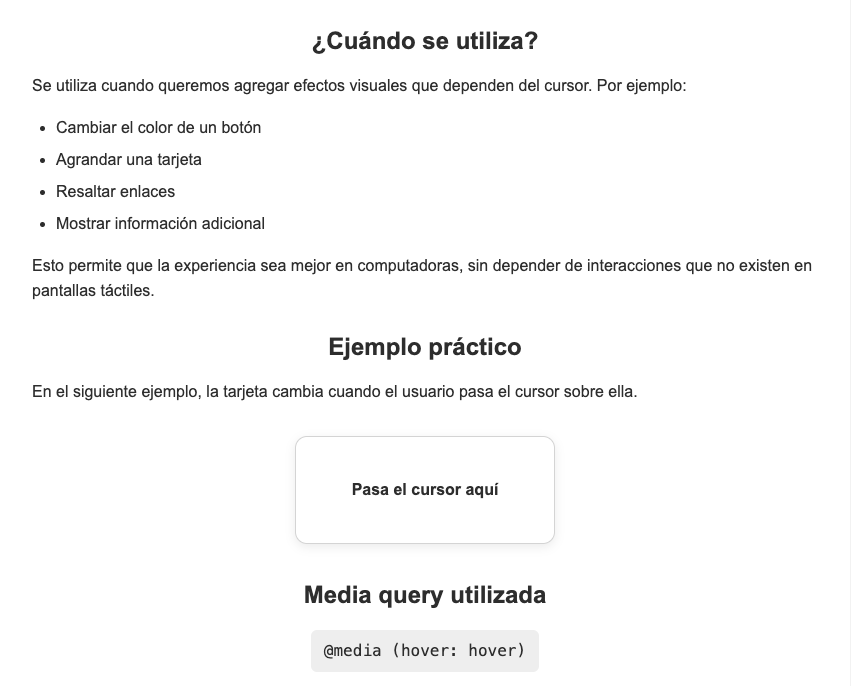 ¿Cuándo se utiliza?
Se utiliza cuando queremos agregar efectos visuales que dependen del cursor. Por ejemplo:
• Cambiar el color de un botón
• Agrandar una tarjeta
• Resaltar enlaces
• Mostrar información adicional
Esto permite que la experiencia sea mejor en computadoras, sin depender de interacciones que no existen en
pantallas táctiles.
Ejemplo práctico
En el siguiente ejemplo, la tarjeta cambia cuando el usuario pasa el cursor sobre ella.
Pasa el cursor aquí
Media query utilizada
@media (hover: hover)